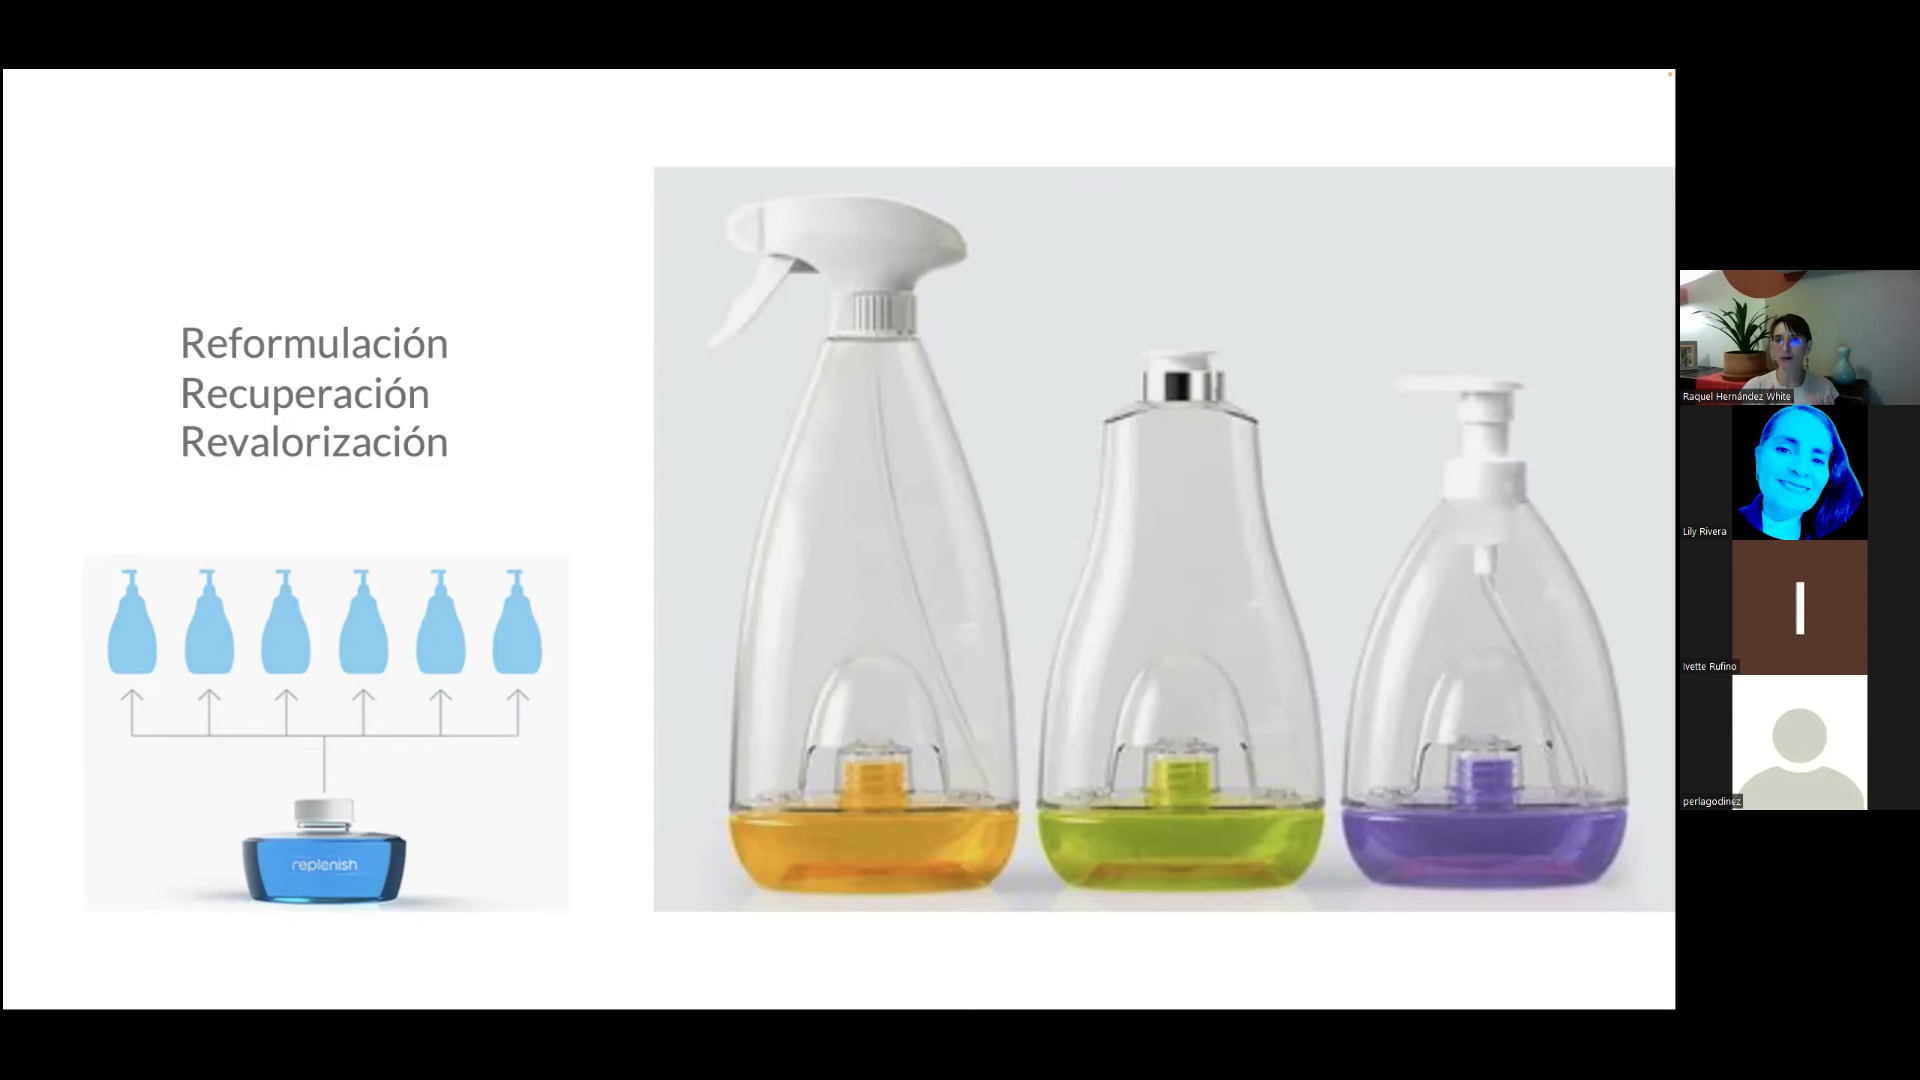 Reformulación
Recuperación
Revalorización
replenish
Raquel Hernández White
Lily Rivera
I
Ivette Rufino
perlagodinez